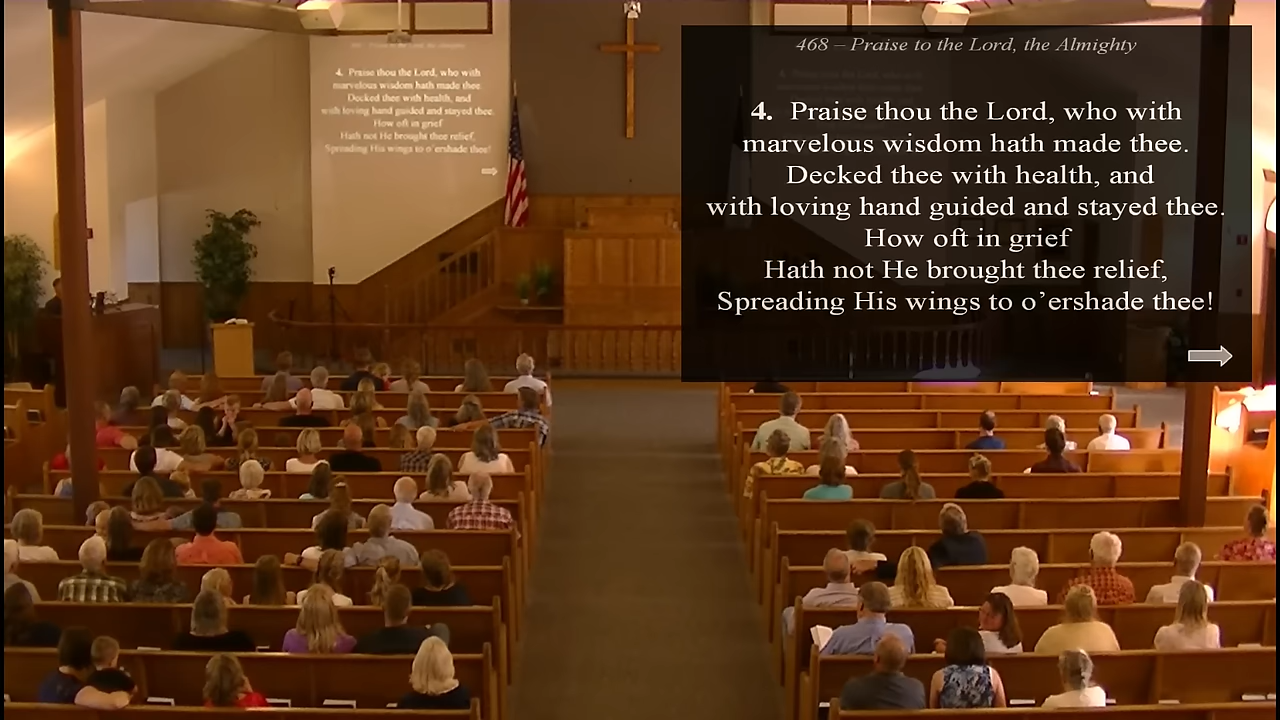 468 – Praise to the Lord, the Almighty
4. Praise thou the Lord, who with
marvelous wisdom hath made thee.
Decked thee with health, and
with loving hand guided and stayed thee.
How oft in grief
Hath not He brought thee relief,
Spreading His wings to o’ershade thee!
4. Praise thou the Lord, who with
marvelous wisdom hath made thee.
Decked thee with health, and
with loving hand guided and stayed thee.
How oft in grief
Hath not He brought thee relief,
Spreading His wings to o’ershade thee!